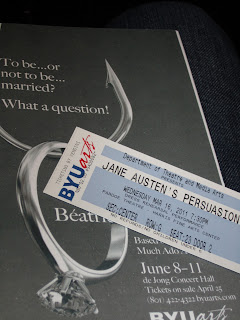 To be...or
not to be...
married?
What a question!
BYUarts
Department of Theatre and Media Arts
JANE AUSTEN'S PERSUASION
WEDNESDAY MAR 16, 2011 7:30PM
Béatri
Based
Much Ado
June 8–11
de Jong Concert Hall
Tickets on sale April 25
(801) 422-4322 byuarts.com
BYUarts